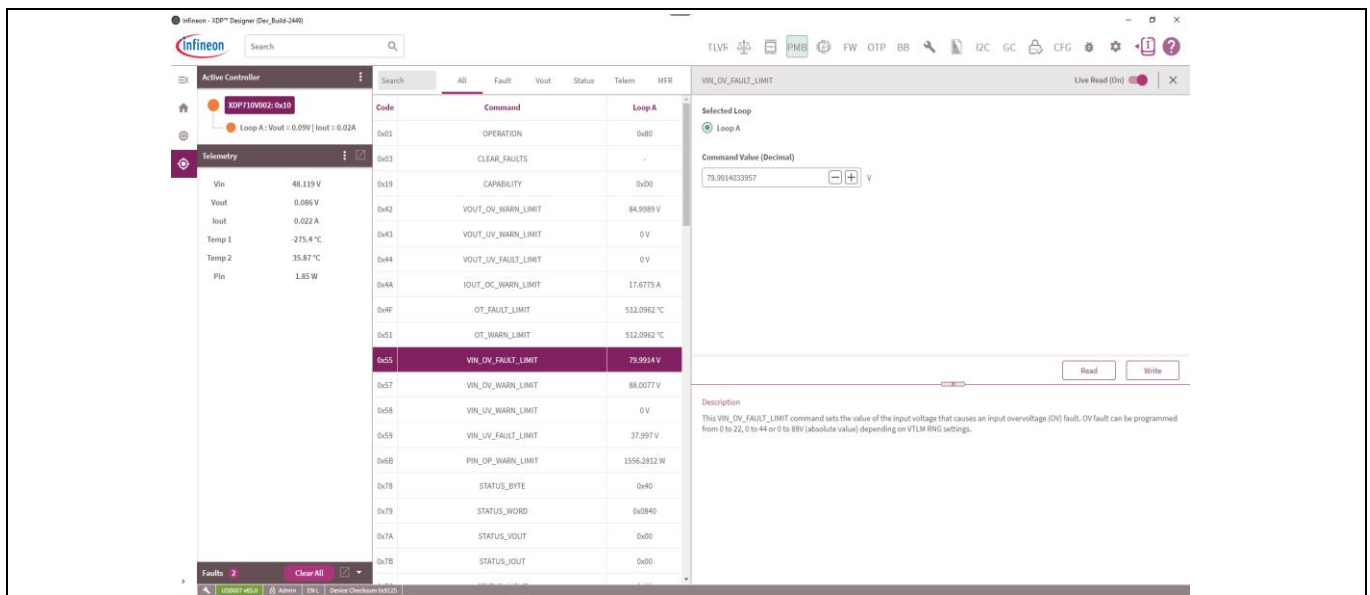 Infineon - XDP™ Designer (Dev_Build-2449)
infineon
Search
TLVR PMB FW OTP BB I2C GC CFG
Active Controller
XDP710V002: 0x10
Loop A : Vout = 0.09V | Iout = 0.02A
Telemetry
Vin 48.119 V
Vout 0.086 V
Iout 0.022 A
Temp 1 -275.4 °C
Temp 2 35.87 °C
Pin 1.85 W
Faults 2 Clear All
Search All Fault Vout Status Telem MFR
Code Command Loop A
0x01 OPERATION 0x80
0x03 CLEAR_FAULTS -
0x19 CAPABILITY 0xD0
0x42 VOUT_OV_WARN_LIMIT 84.9989 V
0x43 VOUT_UV_WARN_LIMIT 0 V
0x44 VOUT_UV_FAULT_LIMIT 0 V
0x4A IOUT_OC_WARN_LIMIT 17.6775 A
0x4F OT_FAULT_LIMIT 512.0962 °C
0x51 OT_WARN_LIMIT 512.0962 °C
0x55 VIN_OV_FAULT_LIMIT 79.9914 V
0x57 VIN_OV_WARN_LIMIT 88.0077 V
0x58 VIN_UV_WARN_LIMIT 0 V
0x59 VIN_UV_FAULT_LIMIT 37.997 V
0x6B PIN_OP_WARN_LIMIT 1556.2812 W
0x78 STATUS_BYTE 0x40
0x79 STATUS_WORD 0x0840
0x7A STATUS_VOUT 0x00
0x7B STATUS_IOUT 0x00
VIN_OV_FAULT_LIMIT Live Read (On)
Selected Loop
Loop A
Command Value (Decimal)
79.9914033957 V
Read Write
Description
This VIN_OV_FAULT_LIMIT command sets the value of the input voltage that causes an input overvoltage (OV) fault. OV fault can be programmed
from 0 to 22, 0 to 44 or 0 to 88V (absolute value) depending on VTLM RNG settings.
USB007 v65.0 Admin EN L Device Checksum 0x9125